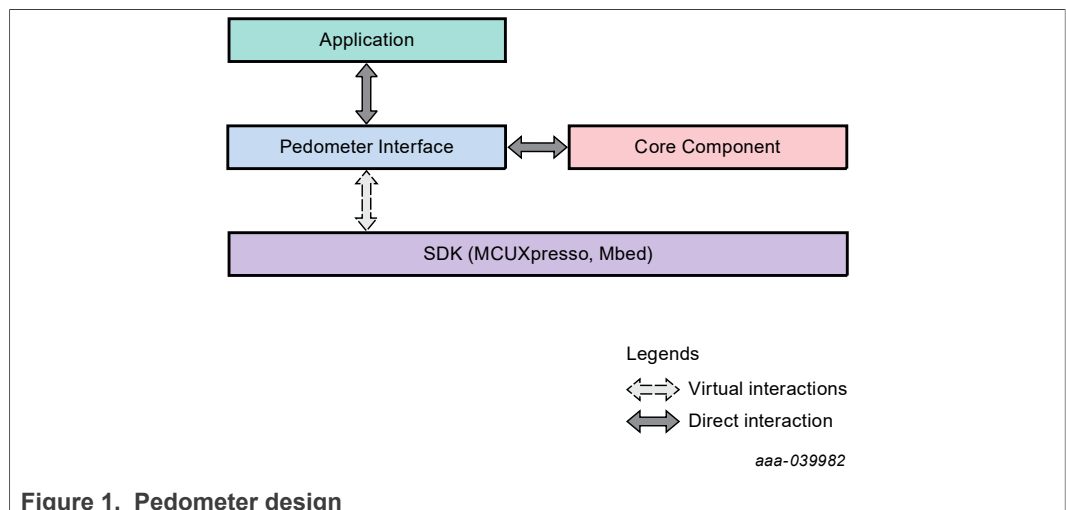 Application
Pedometer Interface
Core Component
SDK (MCUXpresso, Mbed)
Legends
Virtual interactions
Direct interaction
aaa-039982
Figure 1. Pedometer design